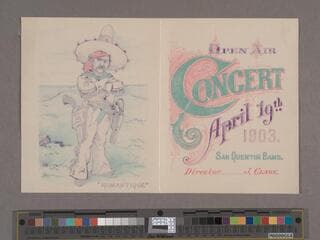 OPEN AIR
CONCERT
April 19th
1903.
SAN QUENTIN BAND.
Director J. CLARK.